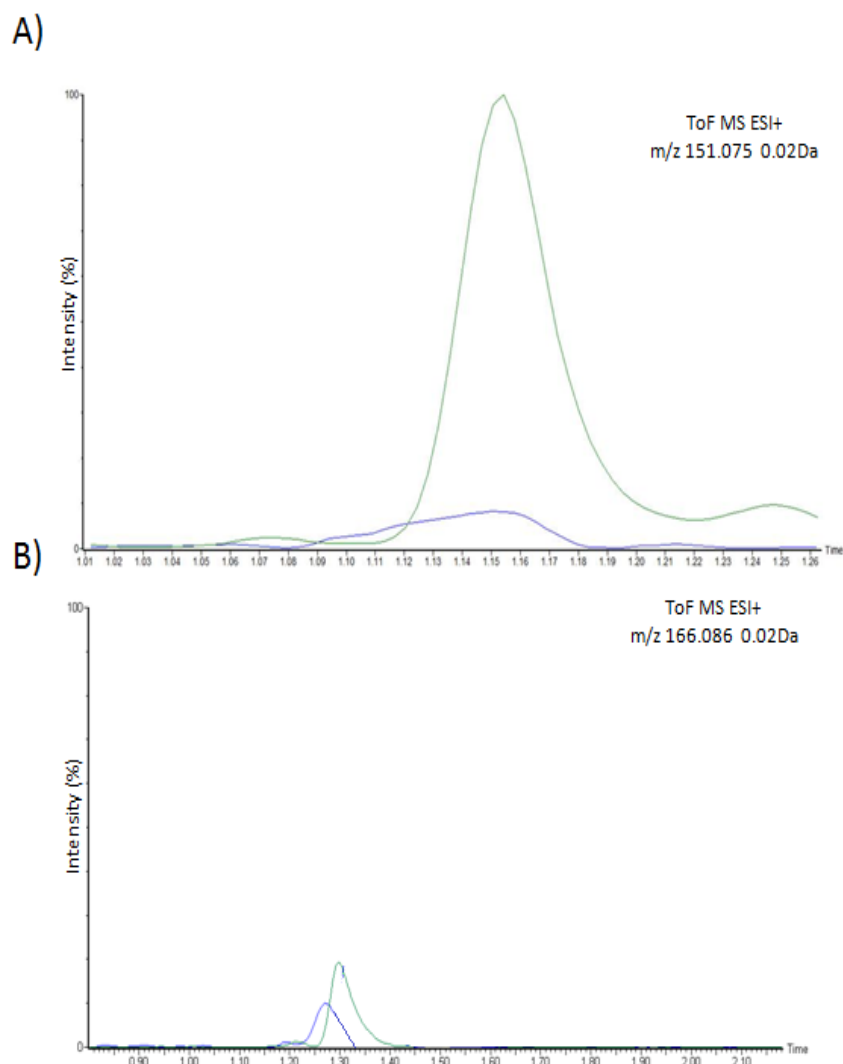 A)
100
ToF MS ESI+
m/z 151.075 0.02Da
Intensity (%)
0
1.01 1.02 1.03 1.04 1.05 1.06 1.07 1.08 1.09 1.10 1.11 1.12 1.13 1.14 1.15 1.16 1.17 1.18 1.19 1.20 1.21 1.22 1.23 1.24 1.25 1.26
Time
B)
100
ToF MS ESI+
m/z 166.086 0.02Da
Intensity (%)
0
0.90 1.00 1.10 1.20 1.30 1.40 1.50 1.60 1.70 1.80 1.90 2.00 2.10
Time